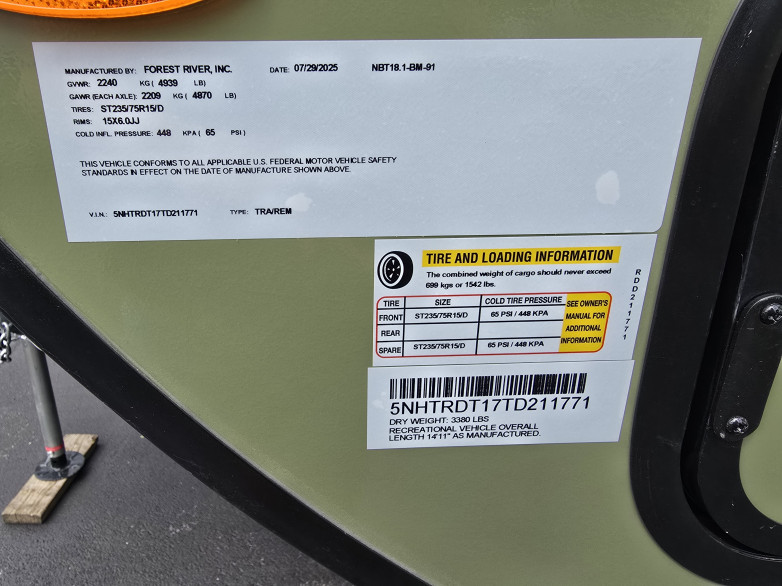 MANUFACTURED BY: FOREST RIVER, INC. DATE: 07/29/2025 NBT18.1-BM-91
GVWR: 2240 KG ( 4939 LB)
GAWR (EACH AXLE): 2209 KG ( 4870 LB)
TIRES: ST235/75R15/D
RIMS: 15X6.0JJ
COLD INFL. PRESSURE: 448 KPA ( 65 PSI )
THIS VEHICLE CONFORMS TO ALL APPLICABLE U.S. FEDERAL MOTOR VEHICLE SAFETY
STANDARDS IN EFFECT ON THE DATE OF MANUFACTURE SHOWN ABOVE.
V.I.N.: 5NHTRDT17TD211771 TYPE: TRA/REM
TIRE AND LOADING INFORMATION
The combined weight of cargo should never exceed
699 kgs or 1542 lbs.
TIRE SIZE COLD TIRE PRESSURE
FRONT ST235/75R15/D 65 PSI / 448 KPA
REAR
SPARE ST235/75R15/D 65 PSI / 448 KPA
SEE OWNER'S
MANUAL FOR
ADDITIONAL
INFORMATION
RDD211771
5NHTRDT17TD211771
DRY WEIGHT: 3380 LBS
RECREATIONAL VEHICLE OVERALL
LENGTH 14'11" AS MANUFACTURED.